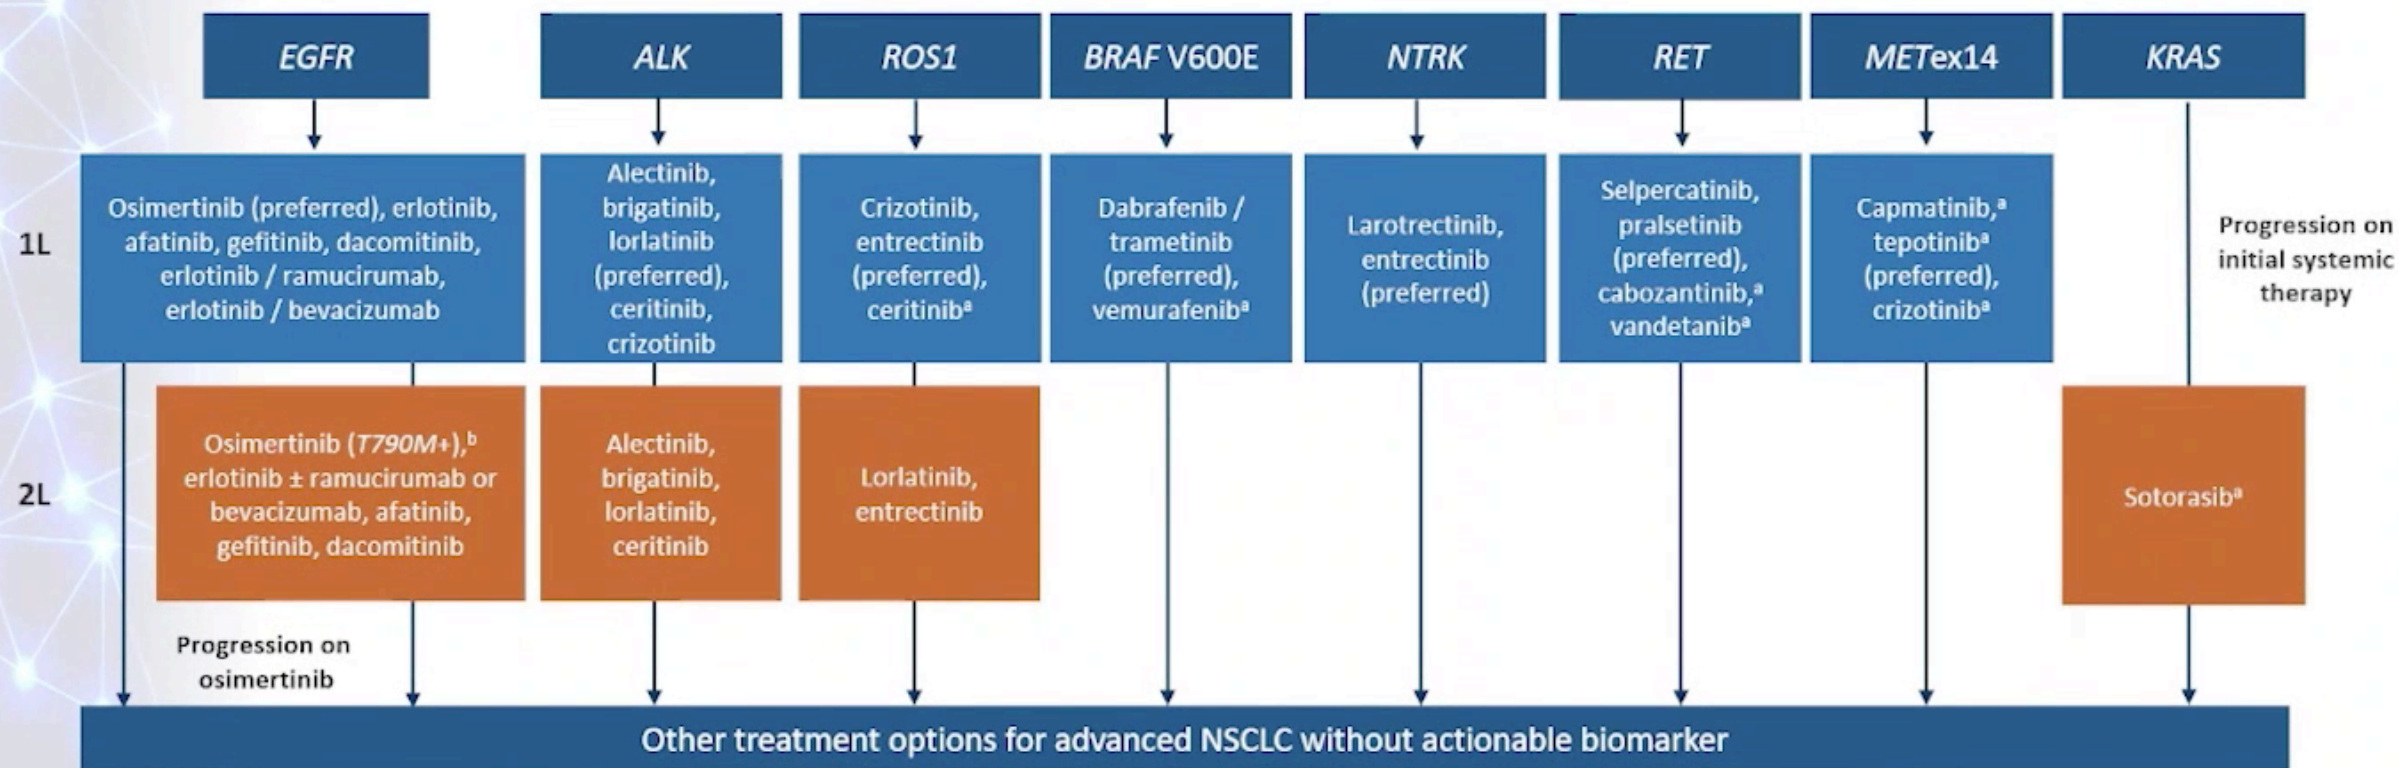 EGFR
ALK
ROS1
BRAF V600E
NTRK
RET
METex14
KRAS
1L
Osimertinib (preferred), erlotinib,
afatinib, gefitinib, dacomitinib,
erlotinib / ramucirumab,
erlotinib / bevacizumab
Alectinib,
brigatinib,
lorlatinib
(preferred),
ceritinib,
crizotinib
Crizotinib,
entrectinib
(preferred),
ceritinibᵃ
Dabrafenib /
trametinib
(preferred),
vemurafenibᵃ
Larotrectinib,
entrectinib
(preferred)
Selpercatinib,
pralsetinib
(preferred),
cabozantinib,ᵃ
vandetanibᵃ
Capmatinib,ᵃ
tepotinibᵃ
(preferred),
crizotinibᵃ
Progression on
initial systemic
therapy
2L
Osimertinib (T790M+),ᵇ
erlotinib ± ramucirumab or
bevacizumab, afatinib,
gefitinib, dacomitinib
Alectinib,
brigatinib,
lorlatinib,
ceritinib
Lorlatinib,
entrectinib
Sotorasibᵃ
Progression on
osimertinib
Other treatment options for advanced NSCLC without actionable biomarker